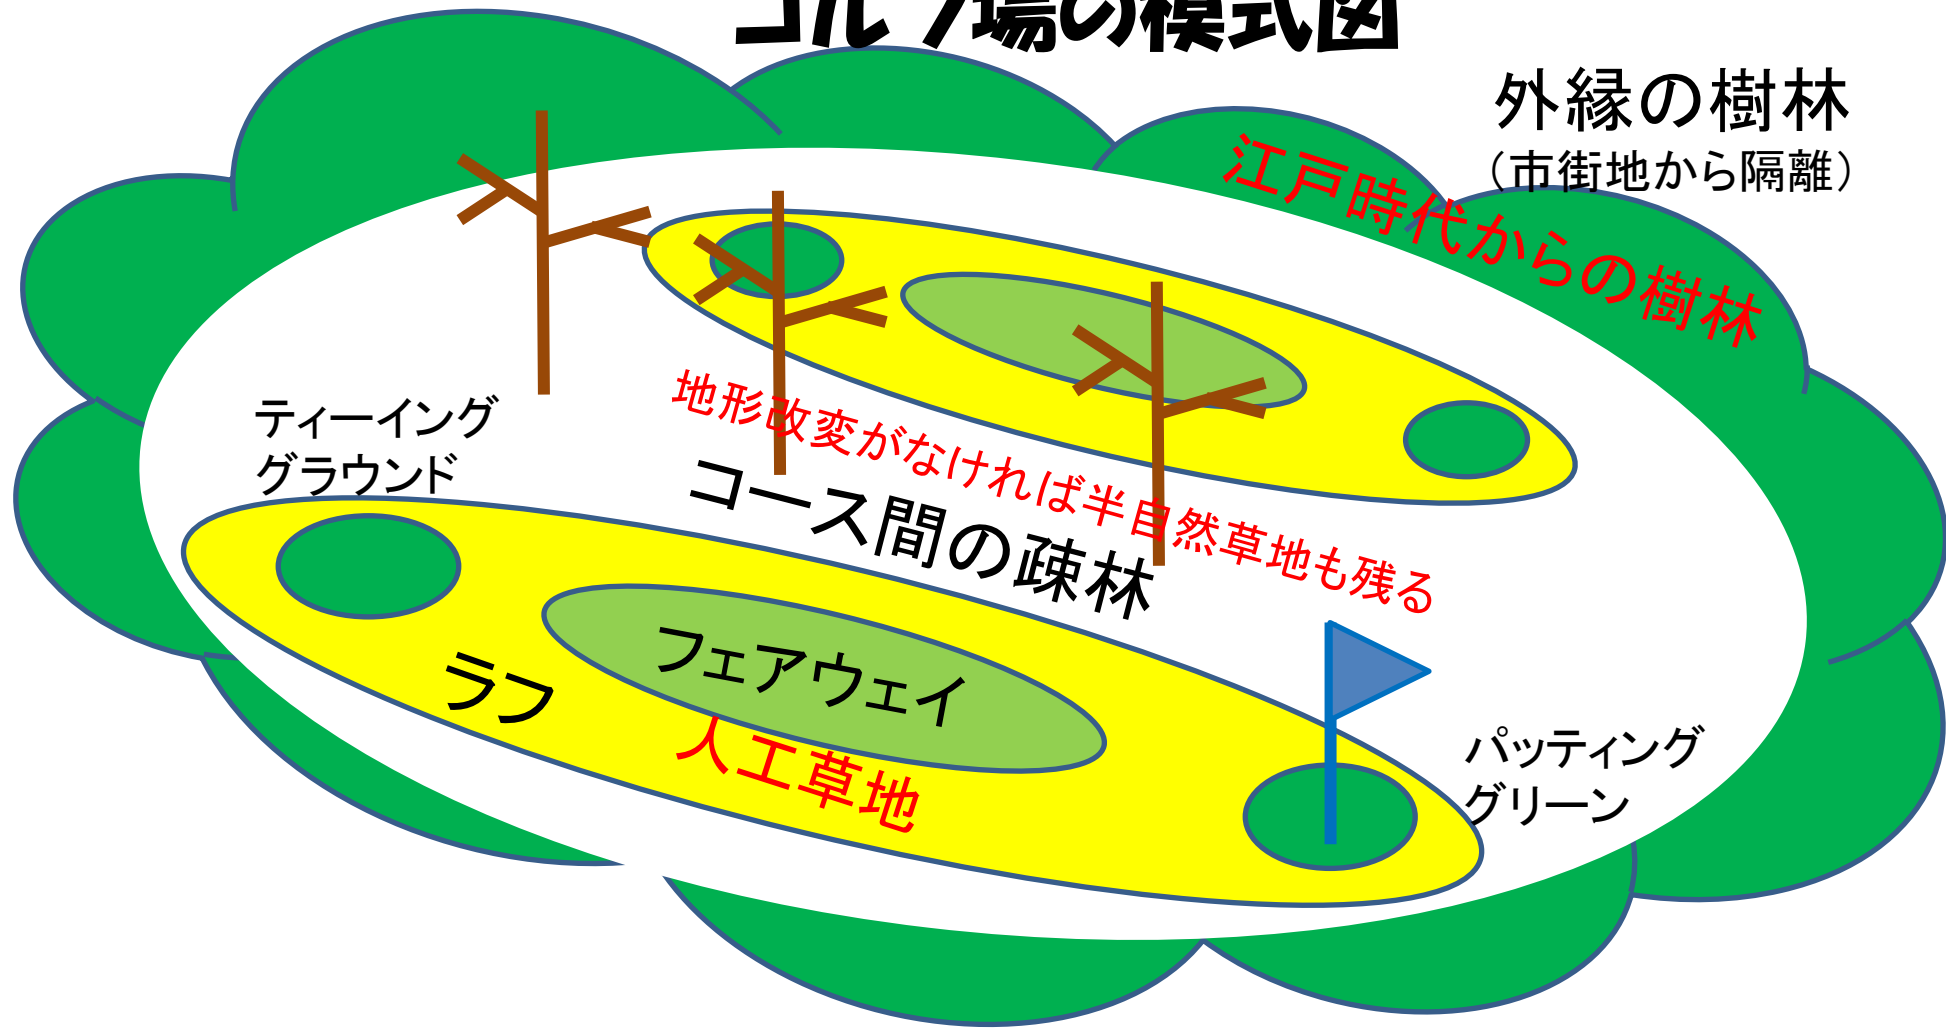 ゴルフ場の模式図
外縁の樹林
（市街地から隔離）
江戸時代からの樹林
地形改変がなければ半自然草地も残る
コース間の疎林
ティーイング
グラウンド
フェアウェイ
ラフ
人工草地
パッティング
グリーン